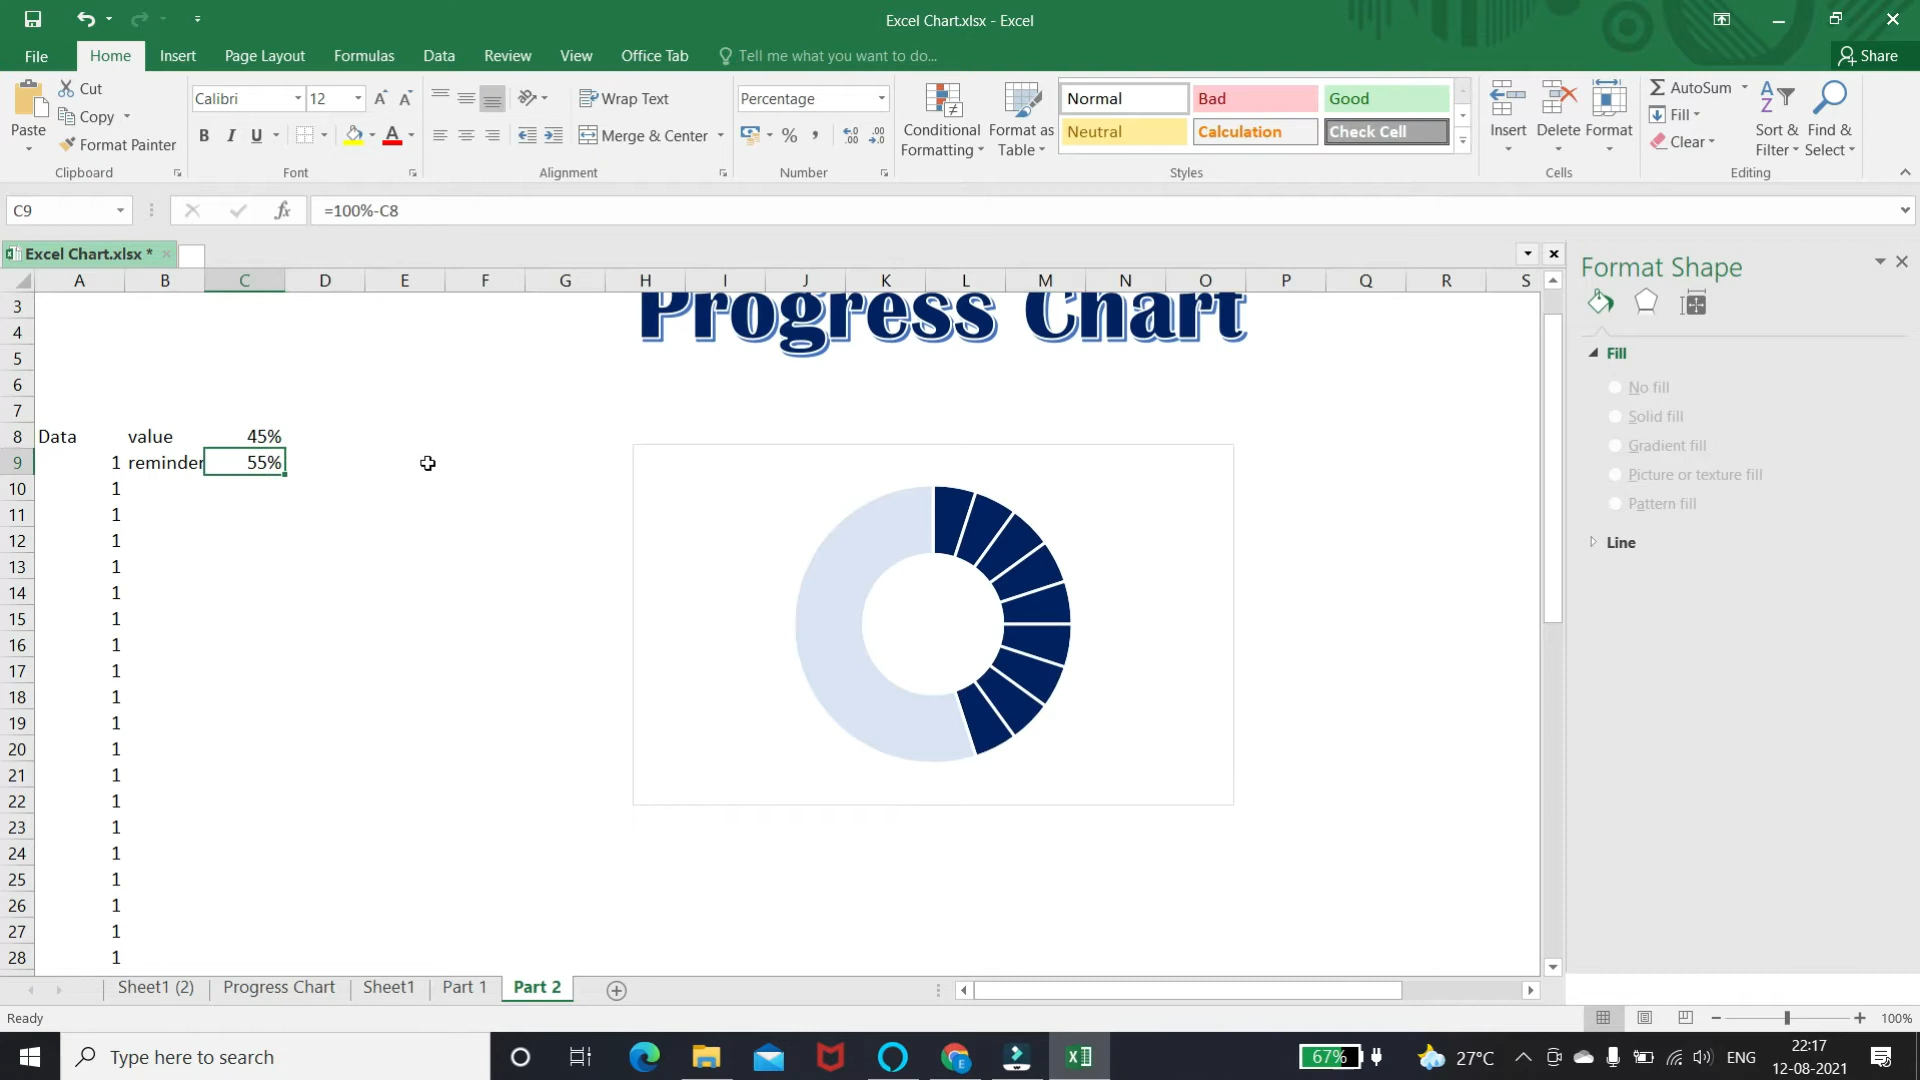 Excel Chart.xlsx - Excel
File Home Insert Page Layout Formulas Data Review View Office Tab Tell me what you want to do... Share
Paste
Cut
Copy
Format Painter
Clipboard
Calibri 12 A A
B I U A
Font
Wrap Text
Merge & Center
Alignment
Percentage
%
Number
Conditional Formatting
Format as Table
Normal Bad Good
Neutral Calculation Check Cell
Styles
Insert Delete Format
Cells
AutoSum
Fill
Clear
Sort & Filter
Find & Select
Editing
C9 fx =100%-C8
Excel Chart.xlsx *
A B C D E F G H I J K L M N O P Q R S
Progress Chart
3
4
5
6
7
8 Data value 45%
9 1 reminder 55%
10 1
11 1
12 1
13 1
14 1
15 1
16 1
17 1
18 1
19 1
20 1
21 1
22 1
23 1
24 1
25 1
26 1
27 1
28 1
Format Shape
Fill
No fill
Solid fill
Gradient fill
Picture or texture fill
Pattern fill
Line
Sheet1 (2) Progress Chart Sheet1 Part 1 Part 2
Ready
100%
Type here to search
67%
27°C
ENG
22:17
12-08-2021